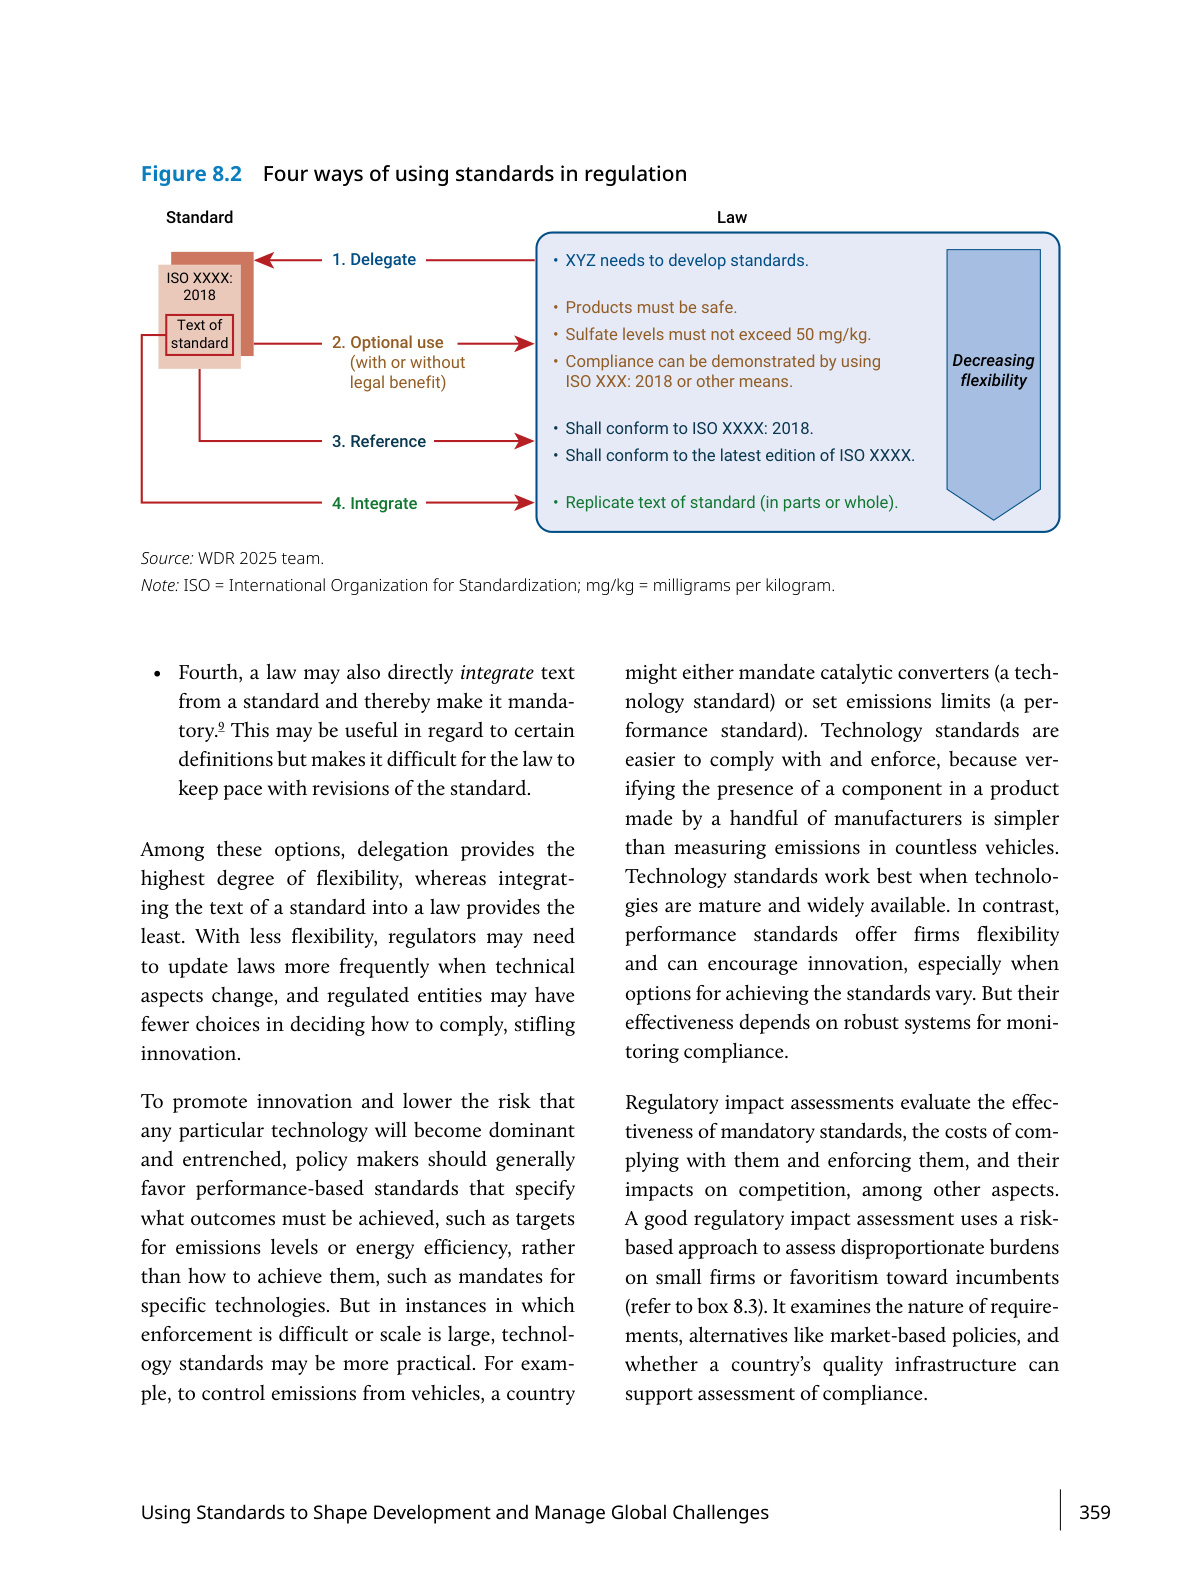 Figure 8.2 Four ways of using standards in regulation
Standard
Law
ISO XXXX:
2018
Text of
standard
1. Delegate
2. Optional use
(with or without
legal benefit)
3. Reference
4. Integrate
• XYZ needs to develop standards.
• Products must be safe.
• Sulfate levels must not exceed 50 mg/kg.
• Compliance can be demonstrated by using
ISO XXX: 2018 or other means.
• Shall conform to ISO XXXX: 2018.
• Shall conform to the latest edition of ISO XXXX.
• Replicate text of standard (in parts or whole).
Decreasing
flexibility
Source: WDR 2025 team.
Note: ISO = International Organization for Standardization; mg/kg = milligrams per kilogram.
• Fourth, a law may also directly integrate text
from a standard and thereby make it manda-
tory.9 This may be useful in regard to certain
definitions but makes it difficult for the law to
keep pace with revisions of the standard.
Among these options, delegation provides the
highest degree of flexibility, whereas integrat-
ing the text of a standard into a law provides the
least. With less flexibility, regulators may need
to update laws more frequently when technical
aspects change, and regulated entities may have
fewer choices in deciding how to comply, stifling
innovation.
To promote innovation and lower the risk that
any particular technology will become dominant
and entrenched, policy makers should generally
favor performance-based standards that specify
what outcomes must be achieved, such as targets
for emissions levels or energy efficiency, rather
than how to achieve them, such as mandates for
specific technologies. But in instances in which
enforcement is difficult or scale is large, technol-
ogy standards may be more practical. For exam-
ple, to control emissions from vehicles, a country
might either mandate catalytic converters (a tech-
nology standard) or set emissions limits (a per-
formance standard). Technology standards are
easier to comply with and enforce, because ver-
ifying the presence of a component in a product
made by a handful of manufacturers is simpler
than measuring emissions in countless vehicles.
Technology standards work best when technolo-
gies are mature and widely available. In contrast,
performance standards offer firms flexibility
and can encourage innovation, especially when
options for achieving the standards vary. But their
effectiveness depends on robust systems for moni-
toring compliance.
Regulatory impact assessments evaluate the effec-
tiveness of mandatory standards, the costs of com-
plying with them and enforcing them, and their
impacts on competition, among other aspects.
A good regulatory impact assessment uses a risk-
based approach to assess disproportionate burdens
on small firms or favoritism toward incumbents
(refer to box 8.3). It examines the nature of require-
ments, alternatives like market-based policies, and
whether a country’s quality infrastructure can
support assessment of compliance.
Using Standards to Shape Development and Manage Global Challenges
359